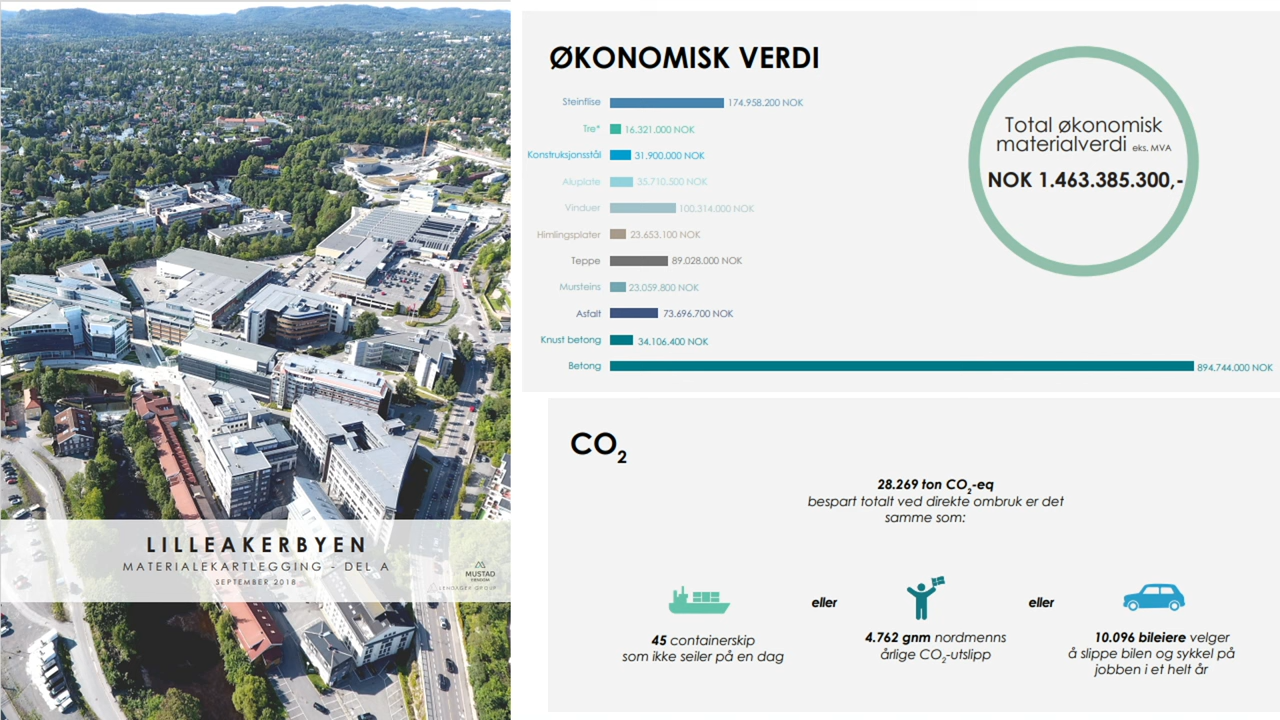 LILLEAKERBYEN
MATERIALEKARTLEGGING - DEL A
SEPTEMBER 2018
MUSTAD
EIENDOM
LENDAGER GROUP
ØKONOMISK VERDI
Steinflise 174.958.200 NOK
Tre* 16.321.000 NOK
Konstruksjonsstål 31.900.000 NOK
Aluplate 35.710.500 NOK
Vinduer 100.314.000 NOK
Himlingsplater 23.653.100 NOK
Teppe 89.028.000 NOK
Mursteins 23.059.800 NOK
Asfalt 73.696.700 NOK
Knust betong 34.106.400 NOK
Betong 894.744.000 NOK
Total økonomisk
materialverdi eks. MVA
NOK 1.463.385.300,-
CO2
28.269 ton CO2-eq
bespart totalt ved direkte ombruk er det
samme som:
45 containerskip
som ikke seiler på en dag
eller
4.762 gnm nordmenns
årlige CO2-utslipp
eller
10.096 bileiere velger
å slippe bilen og sykkel på
jobben i et helt år